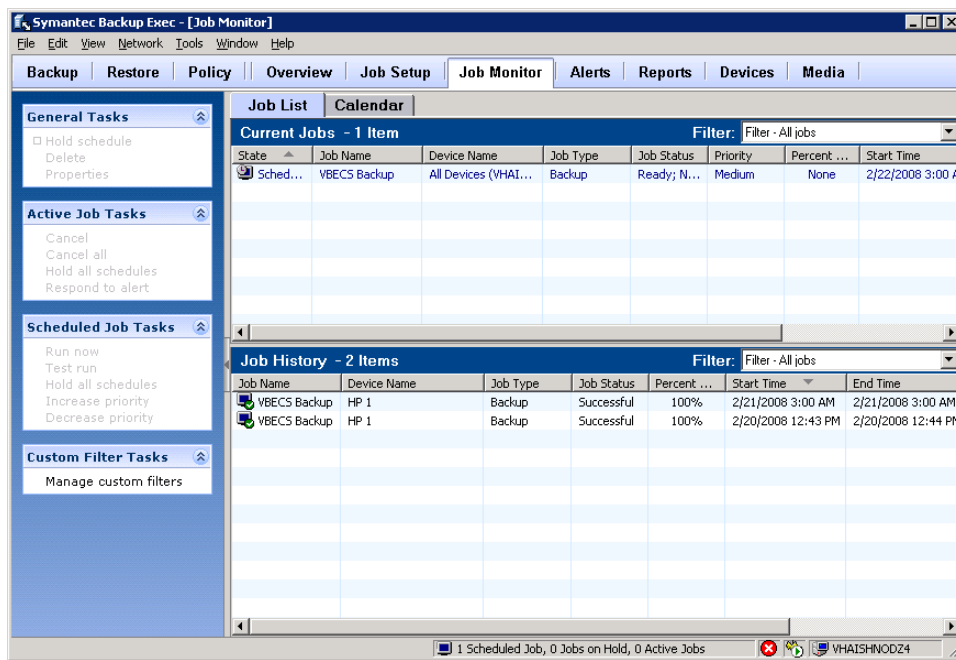 Symantec Backup Exec - [Job Monitor]
File Edit View Network Tools Window Help
Backup Restore Policy Overview Job Setup Job Monitor Alerts Reports Devices Media
Job List Calendar
General Tasks
Hold schedule
Delete
Properties
Active Job Tasks
Cancel
Cancel all
Hold all schedules
Respond to alert
Scheduled Job Tasks
Run now
Test run
Hold all schedules
Increase priority
Decrease priority
Custom Filter Tasks
Manage custom filters
Current Jobs - 1 Item Filter: Filter - All jobs
State Job Name Device Name Job Type Job Status Priority Percent ... Start Time
Sched... VBECS Backup All Devices (VHAI... Backup Ready; N... Medium None 2/22/2008 3:00 A
Job History - 2 Items Filter: Filter - All jobs
Job Name Device Name Job Type Job Status Percent ... Start Time End Time
VBECS Backup HP 1 Backup Successful 100% 2/21/2008 3:00 AM 2/21/2008 3:00 AM
VBECS Backup HP 1 Backup Successful 100% 2/20/2008 12:43 PM 2/20/2008 12:44 PM
1 Scheduled Job, 0 Jobs on Hold, 0 Active Jobs VHAISHNODZ4